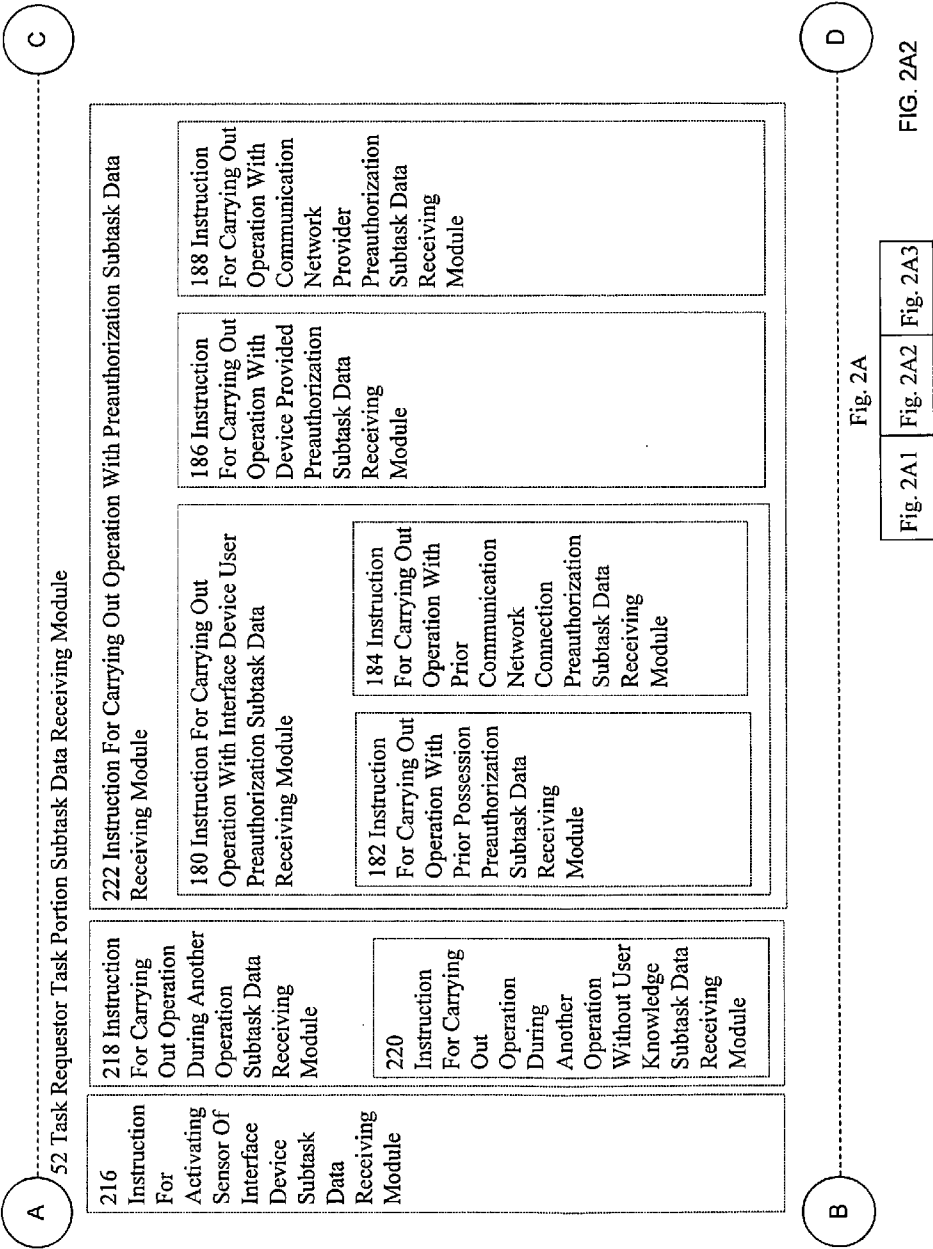 A
C
52 Task Requestor Task Portion Subtask Data Receiving Module
216
Instruction
For
Activating
Sensor Of
Interface
Device
Subtask
Data
Receiving
Module
218 Instruction
For Carrying
Out Operation
During Another
Operation
Subtask Data
Receiving
Module
220
Instruction
For Carrying
Out
Operation
During
Another
Operation
Without User
Knowledge
Subtask Data
Receiving
Module
222 Instruction For Carrying Out Operation With Preauthorization Subtask Data
Receiving Module
180 Instruction For Carrying Out
Operation With Interface Device User
Preauthorization Subtask Data
Receiving Module
182 Instruction
For Carrying Out
Operation With
Prior Possession
Preauthorization
Subtask Data
Receiving
Module
184 Instruction
For Carrying Out
Operation With
Prior
Communication
Network
Connection
Preauthorization
Subtask Data
Receiving
Module
186 Instruction
For Carrying Out
Operation With
Device Provided
Preauthorization
Subtask Data
Receiving
Module
188 Instruction
For Carrying Out
Operation With
Communication
Network
Provider
Preauthorization
Subtask Data
Receiving
Module
B
D
Fig. 2A
Fig. 2A1 Fig. 2A2 Fig. 2A3
FIG. 2A2